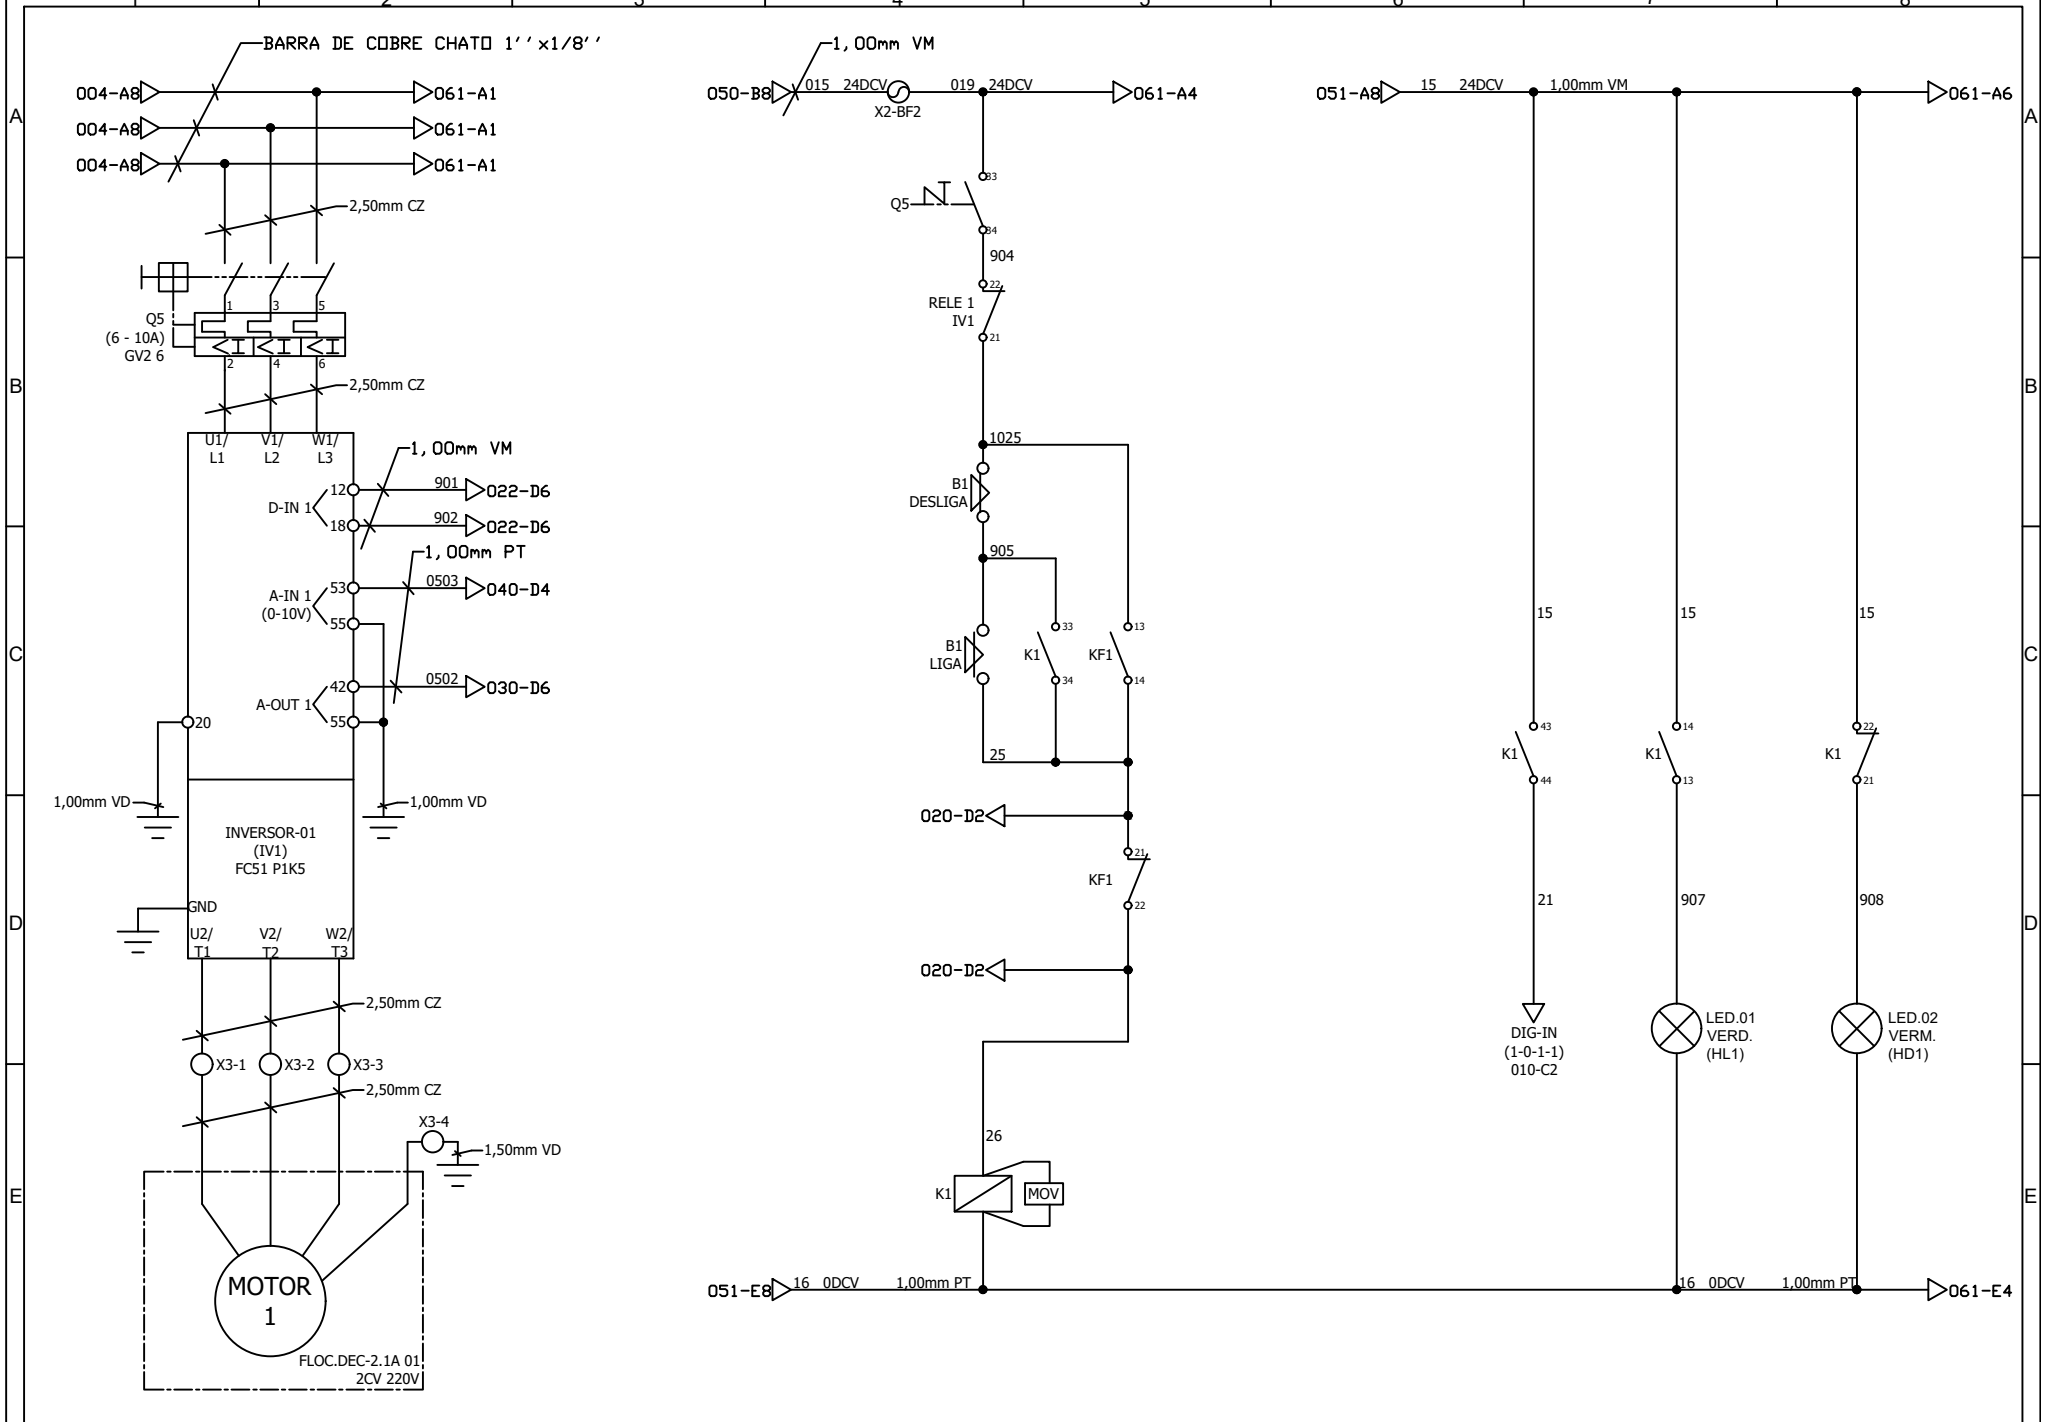 2 3 4 5 6 7 8
BARRA DE COBRE CHATO 1''x1/8''
004-A8 061-A1
004-A8 061-A1
004-A8 061-A1
2,50mm CZ
Q5
(6 - 10A)
GV2 6
1 3 5
2 4 6
2,50mm CZ
U1/ V1/ W1/
L1 L2 L3
1,00mm VM
D-IN 1
12 901 022-D6
18 902 022-D6
1,00mm PT
A-IN 1
(0-10V)
53 0503 040-D4
55
A-OUT 1
42 0502 030-D6
55
20
1,00mm VD
1,00mm VD
INVERSOR-01
(IV1)
FC51 P1K5
GND
U2/ V2/ W2/
T1 T2 T3
2,50mm CZ
X3-1 X3-2 X3-3
2,50mm CZ
X3-4
1,50mm VD
MOTOR
1
FLOC.DEC-2.1A 01
2CV 220V
1,00mm VM
050-B8 015 24DCV 019 24DCV 061-A4
X2-BF2
33
Q5
34
904
22
RELE 1
IV1
21
1025
B1
DESLIGA
905
B1
LIGA
33
K1
34
13
KF1
14
25
020-D2
21
KF1
22
020-D2
26
K1
MOV
051-E8 16 0DCV 1,00mm PT 16 0DCV 1,00mm PT 061-E4
051-A8 15 24DCV 1,00mm VM 061-A6
15 15 15
43
K1
44
14
K1
13
22
K1
21
21 907 908
DIG-IN
(1-0-1-1)
010-C2
LED.01
VERD.
(HL1)
LED.02
VERM.
(HD1)
A A
B B
C C
D D
E E